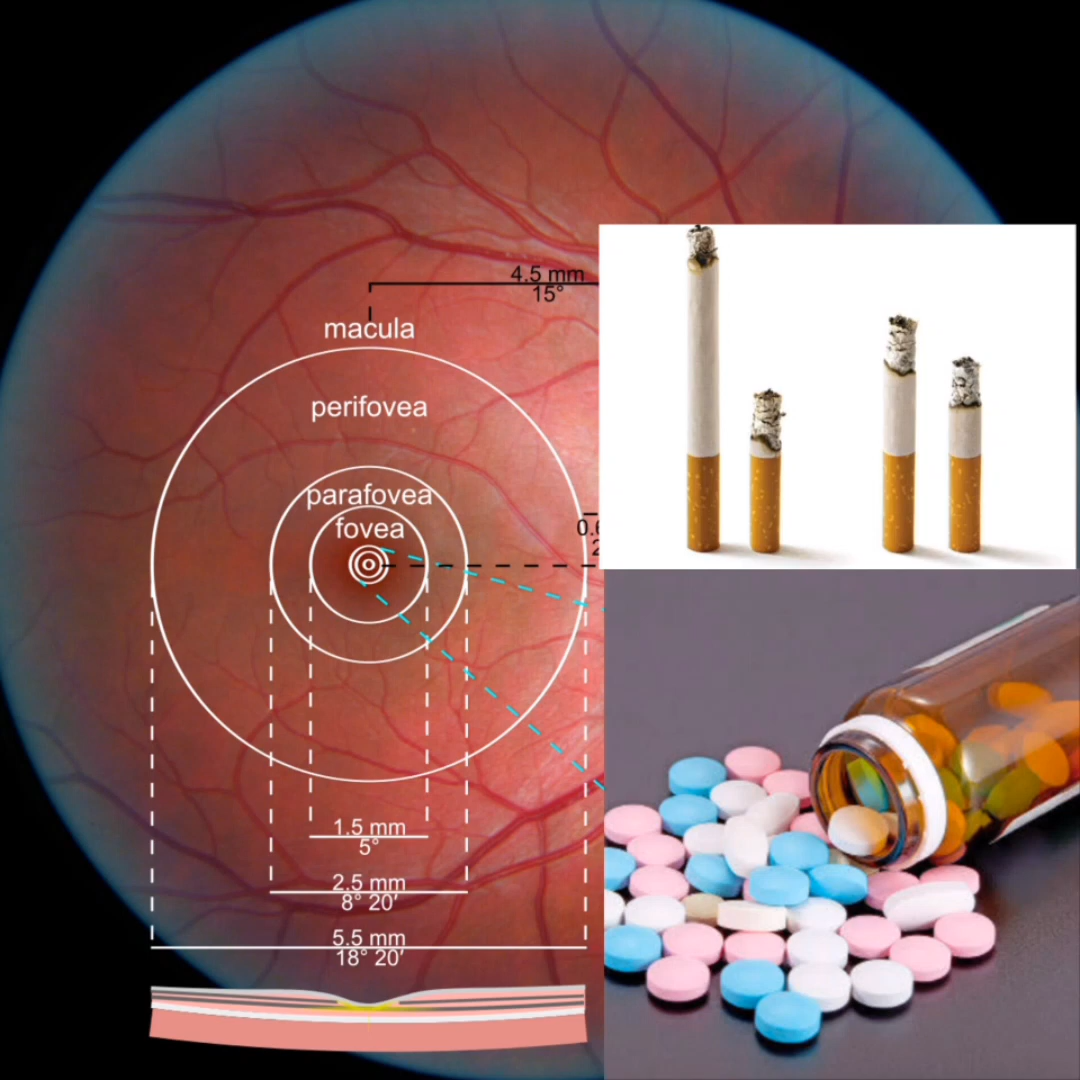 4.5 mm
15°
macula
perifovea
parafovea
fovea
1.5 mm
5°
2.5 mm
8° 20′
5.5 mm
18° 20′